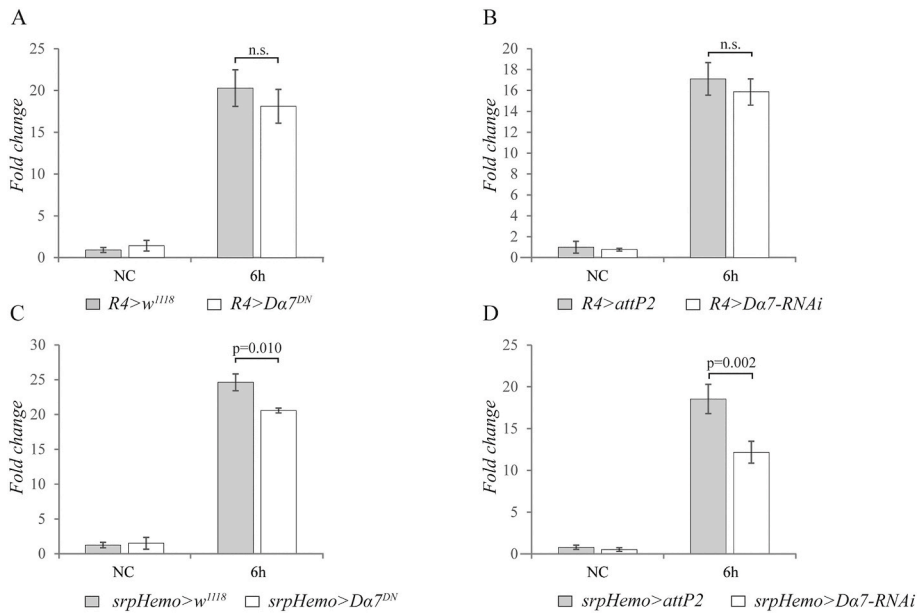 A
Fold change
25
20
15
10
5
0
n.s.
NC
6h
R4>w1118
R4>Dα7DN
B
Fold change
20
18
16
14
12
10
8
6
4
2
0
n.s.
NC
6h
R4>attP2
R4>Dα7-RNAi
C
Fold change
30
25
20
15
10
5
0
p=0.010
NC
6h
srpHemo>w1118
srpHemo>Dα7DN
D
Fold change
25
20
15
10
5
0
p=0.002
NC
6h
srpHemo>attP2
srpHemo>Dα7-RNAi